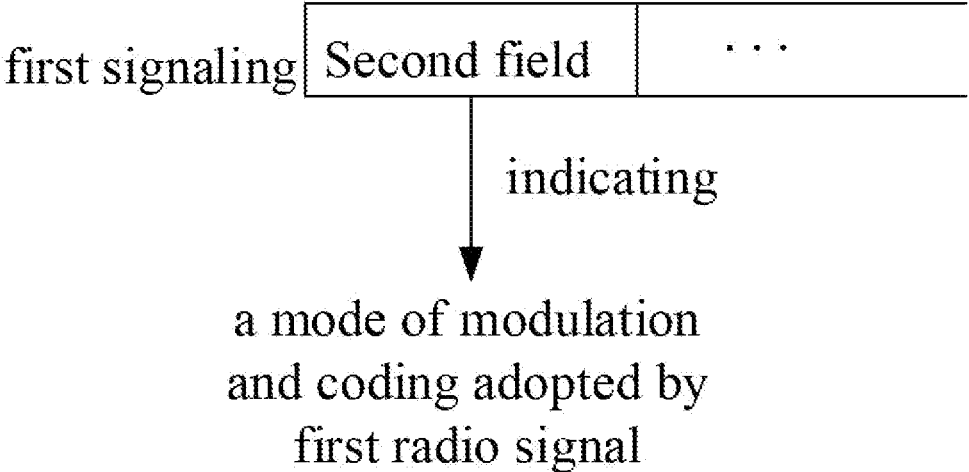 first signaling Second field ...
indicating
a mode of modulation
and coding adopted by
first radio signal